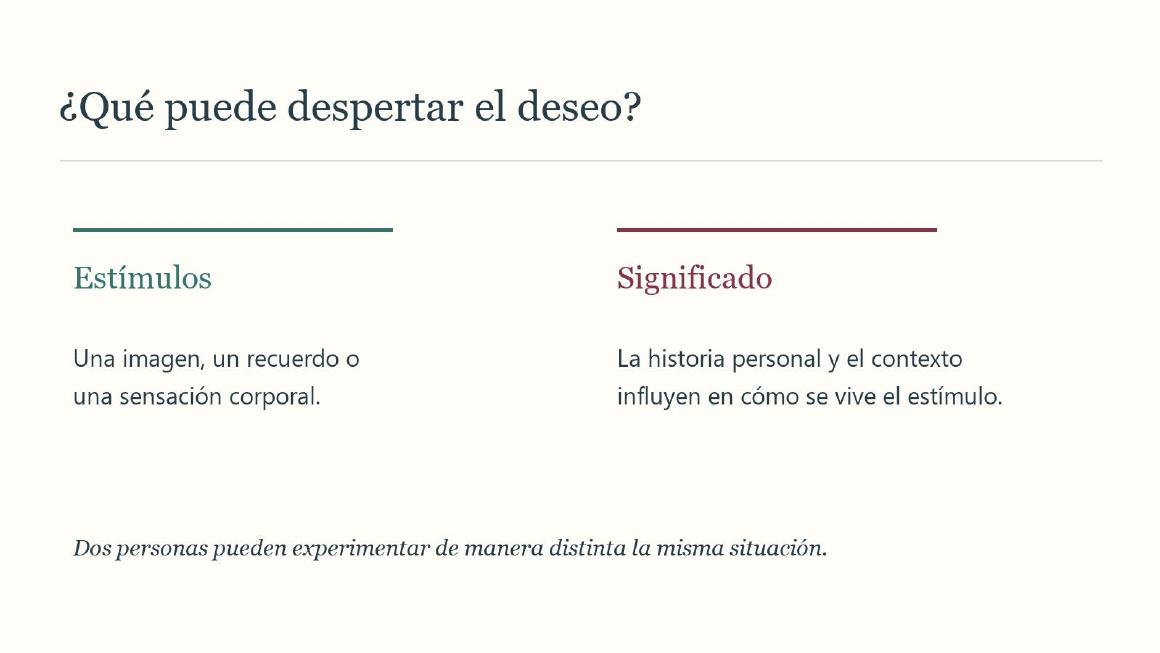 ¿Qué puede despertar el deseo?
Estímulos
Una imagen, un recuerdo o
una sensación corporal.
Significado
La historia personal y el contexto
influyen en cómo se vive el estímulo.
Dos personas pueden experimentar de manera distinta la misma situación.